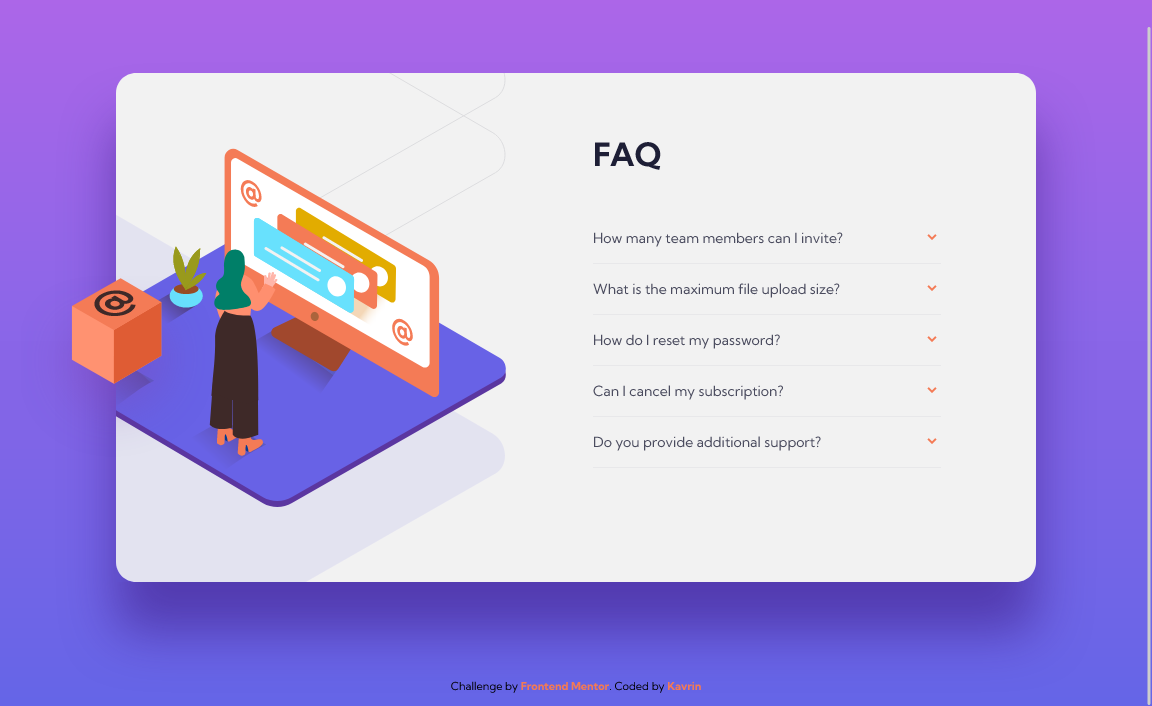 FAQ
How many team members can I invite?
What is the maximum file upload size?
How do I reset my password?
Can I cancel my subscription?
Do you provide additional support?
@
@
@
Challenge by Frontend Mentor. Coded by Kavrin